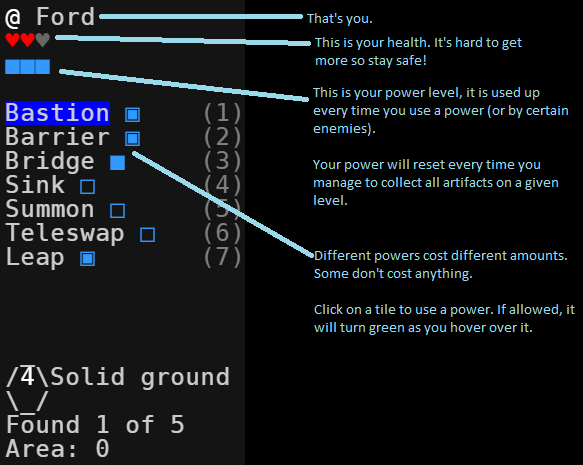 @ Ford
That's you.
♥♥♥
This is your health. It's hard to get
more so stay safe!
This is your power level, it is used up
every time you use a power (or by certain
enemies).
Your power will reset every time you
manage to collect all artifacts on a given
level.
Bastion ▣ (1)
Barrier ▣ (2)
Bridge ■ (3)
Sink □ (4)
Summon □ (5)
Teleswap □ (6)
Leap ▣ (7)
Different powers cost different amounts.
Some don't cost anything.
Click on a tile to use a power. If allowed, it
will turn green as you hover over it.
/4\Solid ground
\_/
Found 1 of 5
Area: 0